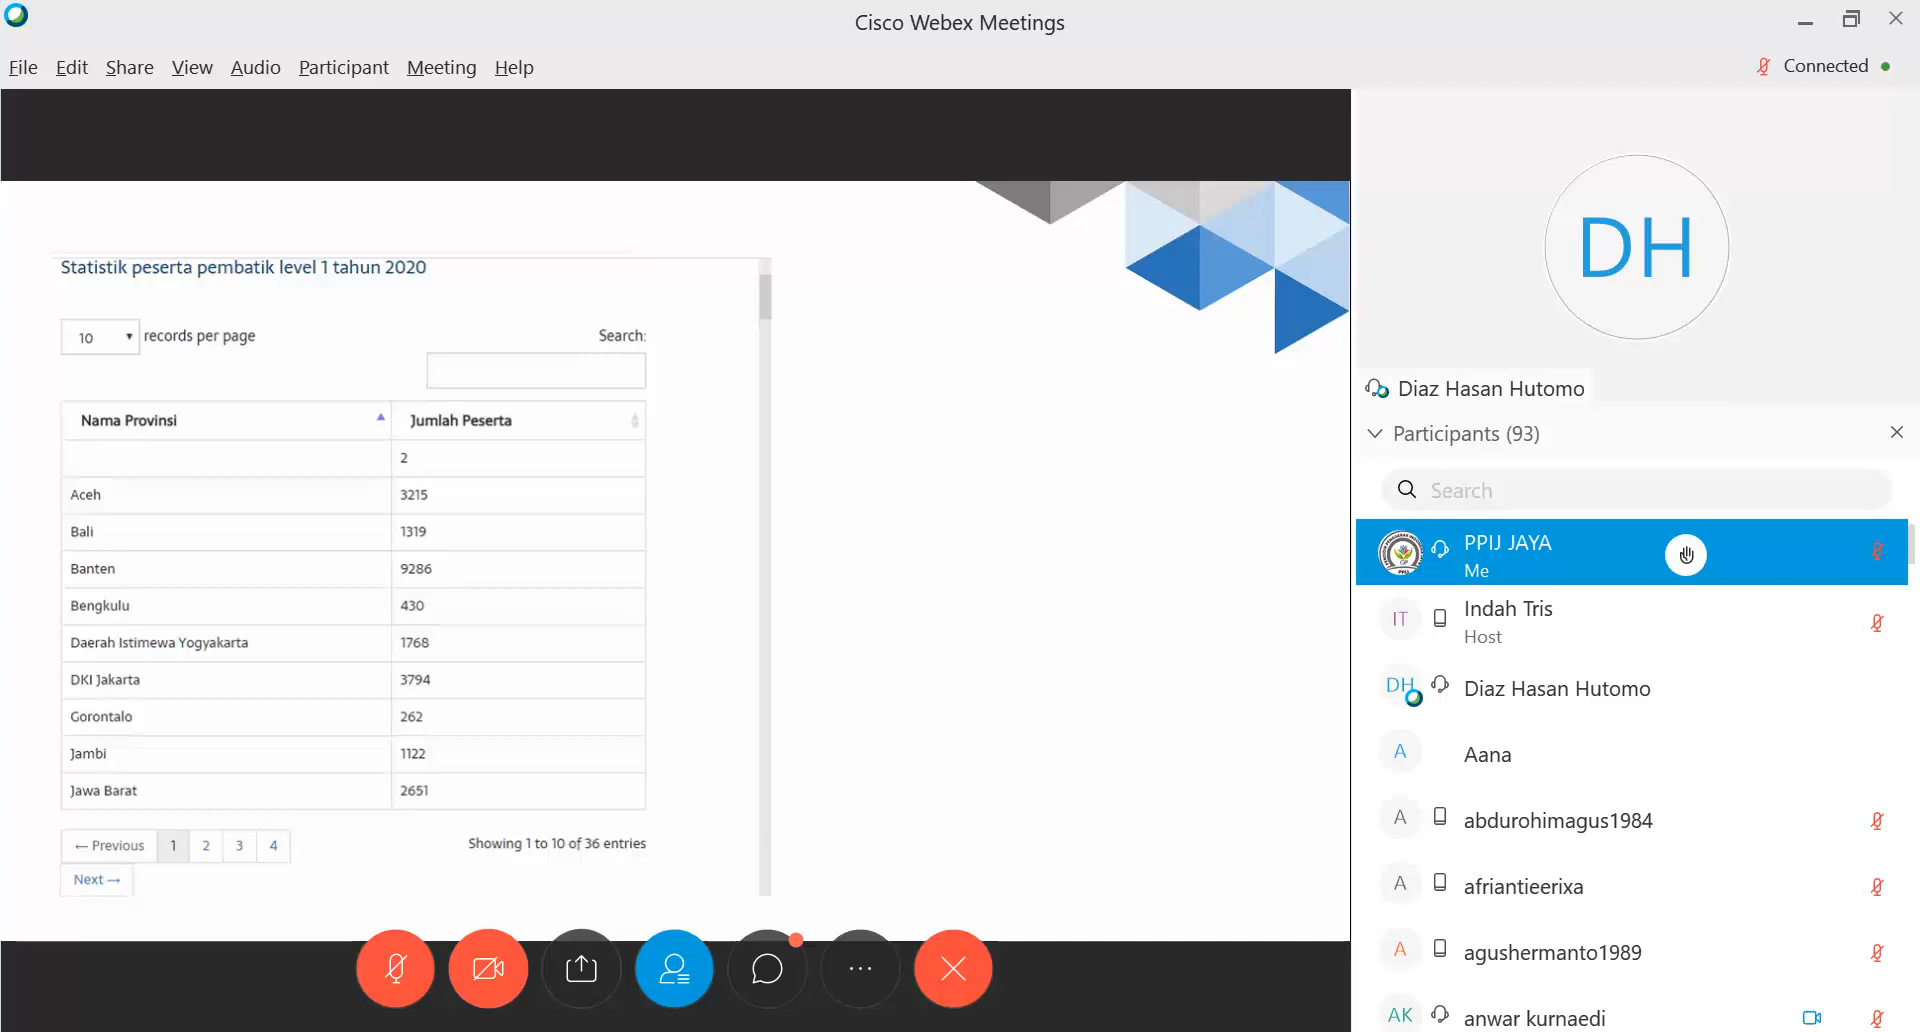 Cisco Webex Meetings
File Edit Share View Audio Participant Meeting Help
Connected
Statistik peserta pembatik level 1 tahun 2020
10 records per page
Search:
Nama Provinsi Jumlah Peserta
2
Aceh 3215
Bali 1319
Banten 9286
Bengkulu 430
Daerah Istimewa Yogyakarta 1768
DKI Jakarta 3794
Gorontalo 262
Jambi 1122
Jawa Barat 2651
← Previous 1 2 3 4
Next →
Showing 1 to 10 of 36 entries
DH
Diaz Hasan Hutomo
Participants (93)
Search
PPIJ JAYA
Me
IT Indah Tris
Host
DH Diaz Hasan Hutomo
A Aana
A abdurohimagus1984
A afriantieerixa
A agushermanto1989
AK anwar kurnaedi